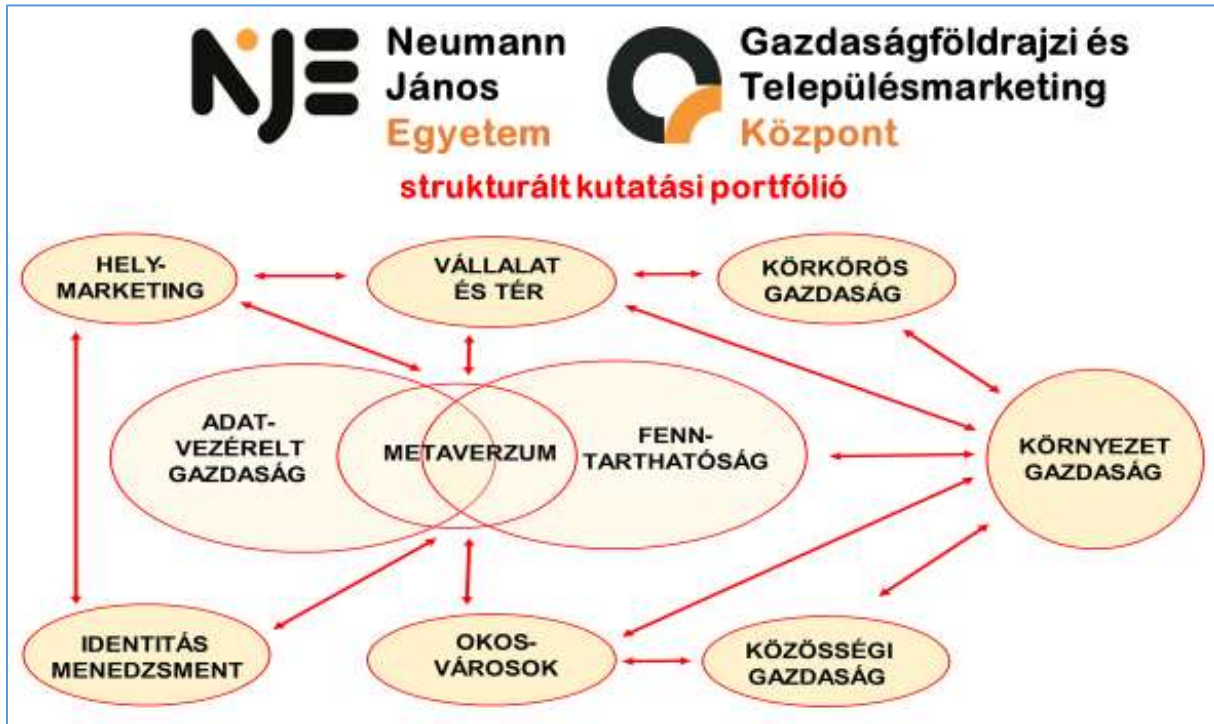 NJE
Neumann
János
Egyetem
Gazdaságföldrajzi és
Településmarketing
Központ
strukturált kutatási portfólió
HELY-
MARKETING
VÁLLALAT
ÉS TÉR
KÖRKÖRÖS
GAZDASÁG
ADAT-
VEZÉRELT
GAZDASÁG
METAVERZUM
FENN-
TARTHATÓSÁG
KÖRNYEZET
GAZDASÁG
IDENTITÁS
MENEDZSMENT
OKOS-
VÁROSOK
KÖZÖSSÉGI
GAZDASÁG